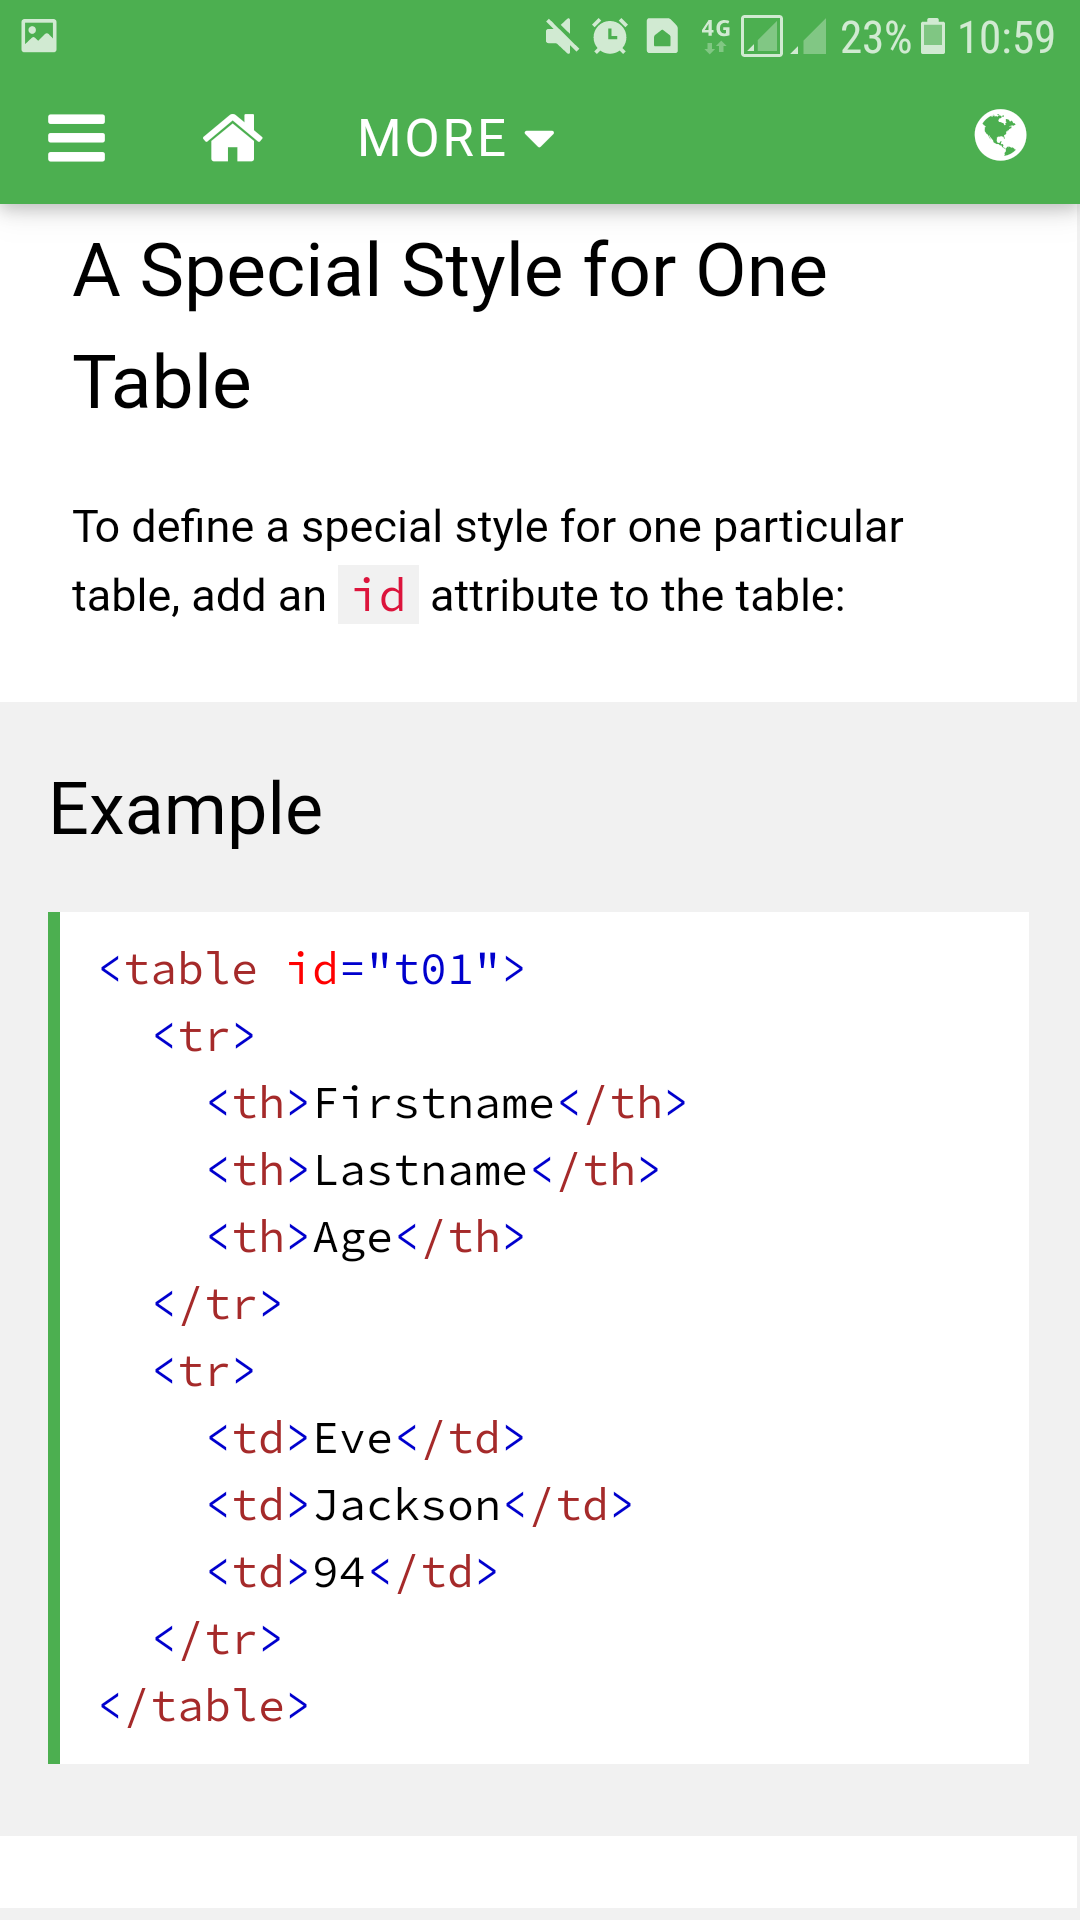 4G 23% 10:59
MORE
A Special Style for One
Table
To define a special style for one particular
table, add an id attribute to the table:
Example
<table id="t01">
  <tr>
    <th>Firstname</th>
    <th>Lastname</th>
    <th>Age</th>
  </tr>
  <tr>
    <td>Eve</td>
    <td>Jackson</td>
    <td>94</td>
  </tr>
</table>